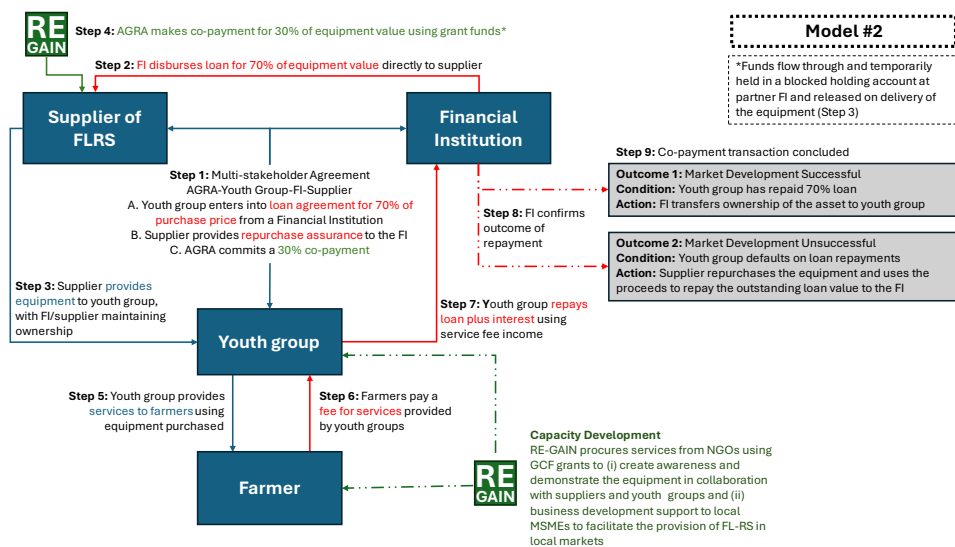 RE
GAIN
Step 4: AGRA makes co-payment for 30% of equipment value using grant funds*
Model #2
*Funds flow through and temporarily
held in a blocked holding account at
partner FI and released on delivery of
the equipment (Step 3)
Step 2: FI disburses loan for 70% of equipment value directly to supplier
Supplier of
FLRS
Financial
Institution
Step 1: Multi-stakeholder Agreement
AGRA-Youth Group-FI-Supplier
A. Youth group enters into loan agreement for 70% of
purchase price from a Financial Institution
B. Supplier provides repurchase assurance to the FI
C. AGRA commits a 30% co-payment
Step 9: Co-payment transaction concluded
Outcome 1: Market Development Successful
Condition: Youth group has repaid 70% loan
Action: FI transfers ownership of the asset to youth group
Step 8: FI confirms
outcome of
repayment
Outcome 2: Market Development Unsuccessful
Condition: Youth group defaults on loan repayments
Action: Supplier repurchases the equipment and uses the
proceeds to repay the outstanding loan value to the FI
Step 3: Supplier provides
equipment to youth group,
with FI/supplier maintaining
ownership
Step 7: Youth group repays
loan plus interest using
service fee income
Youth group
Step 5: Youth group provides
services to farmers using
equipment purchased
Step 6: Farmers pay a
fee for services provided
by youth groups
Farmer
RE
GAIN
Capacity Development
RE-GAIN procures services from NGOs using
GCF grants to (i) create awareness and
demonstrate the equipment in collaboration
with suppliers and youth groups and (ii)
business development support to local
MSMEs to facilitate the provision of FL-RS in
local markets